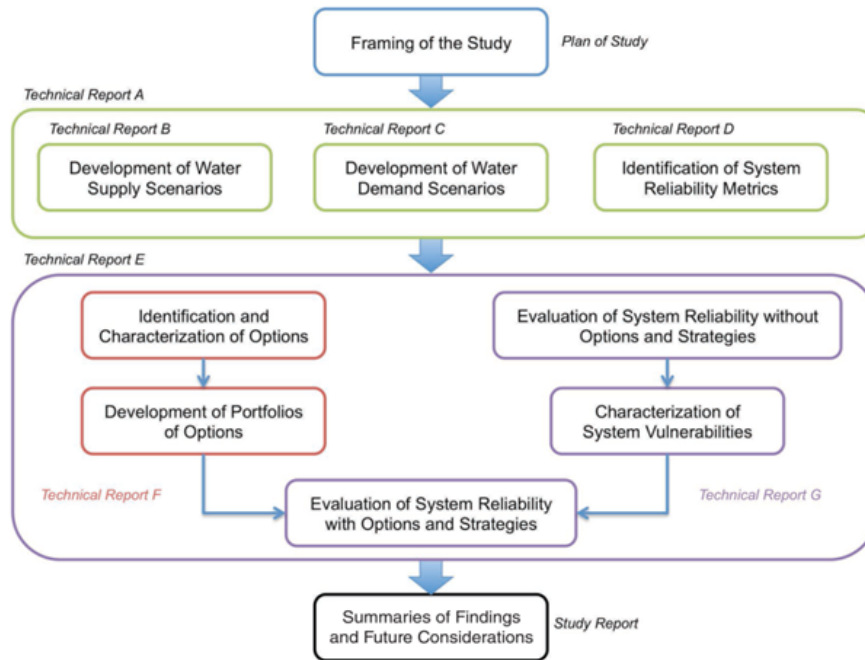 Framing of the Study
Plan of Study
Technical Report A
Technical Report B
Development of Water
Supply Scenarios
Technical Report C
Development of Water
Demand Scenarios
Technical Report D
Identification of System
Reliability Metrics
Technical Report E
Identification and
Characterization of Options
Evaluation of System Reliability without
Options and Strategies
Development of Portfolios
of Options
Characterization of
System Vulnerabilities
Technical Report F
Technical Report G
Evaluation of System Reliability
with Options and Strategies
Summaries of Findings
and Future Considerations
Study Report